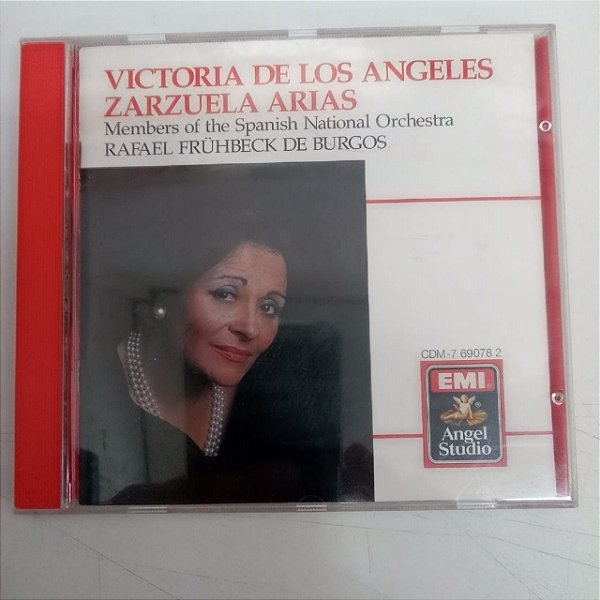 VICTORIA DE LOS ANGELES
ZARZUELA ARIAS
Members of the Spanish National Orchestra
RAFAEL FRÜHBECK DE BURGOS
CDM-7 69078 2
EMI
®
Angel
Studio